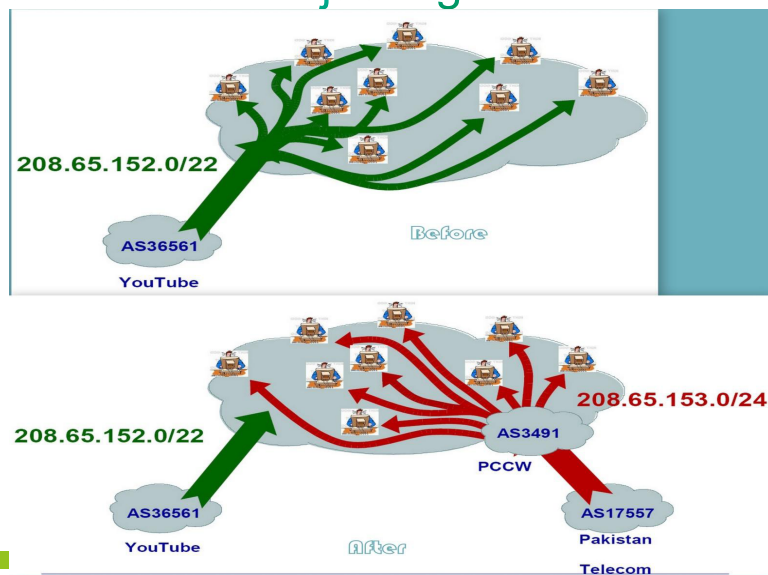 208.65.152.0/22
AS36561
YouTube
Before
208.65.153.0/24
208.65.152.0/22
AS3491
PCCW
AS36561
YouTube
After
AS17557
Pakistan
Telecom